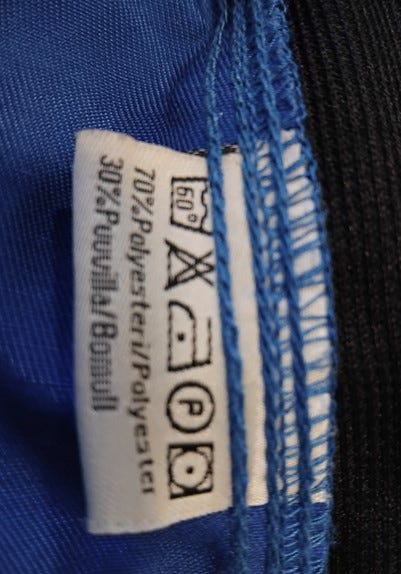 60° P
70%Polyesteri/Polyester
30%Puuvilla/Bomull